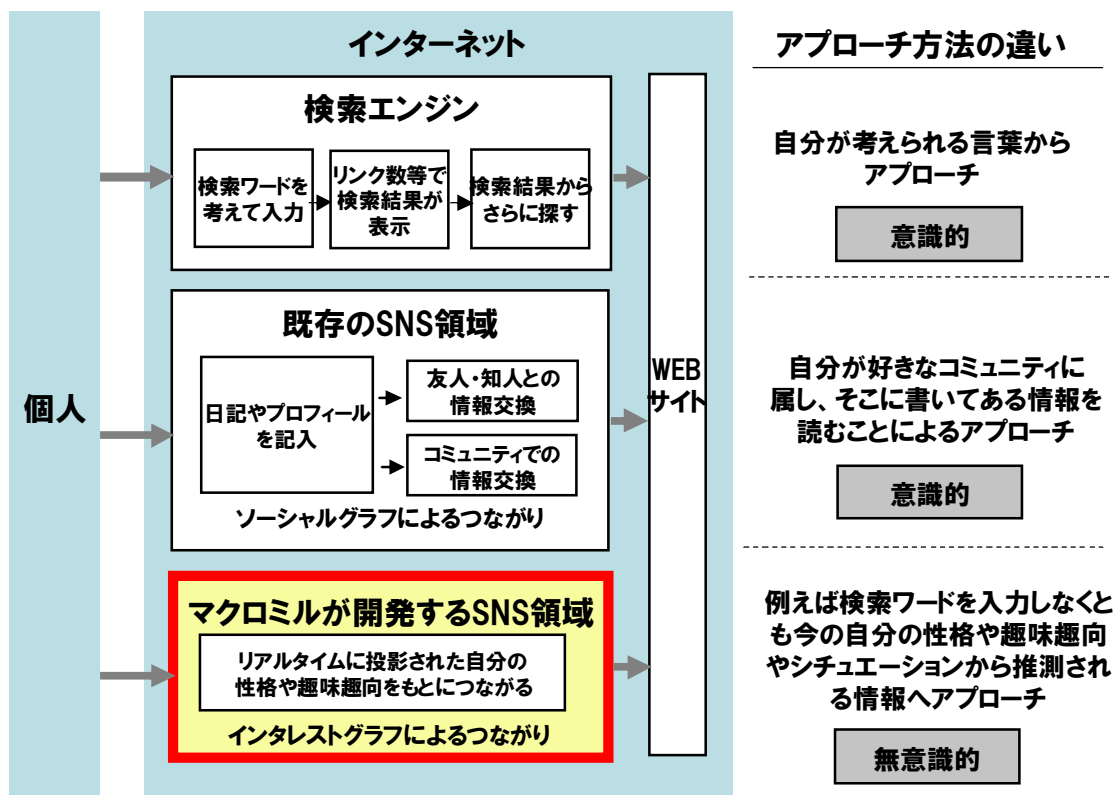 インターネット
アプローチ方法の違い
個人
検索エンジン
検索ワードを
考えて入力
リンク数等で
検索結果が
表示
検索結果から
さらに探す
自分が考えられる言葉から
アプローチ
意識的
既存のSNS領域
日記やプロフィール
を記入
友人・知人との
情報交換
コミュニティでの
情報交換
ソーシャルグラフによるつながり
WEB
サイト
自分が好きなコミュニティに
属し、そこに書いてある情報を
読むことによるアプローチ
意識的
マクロミルが開発するSNS領域
リアルタイムに投影された自分の
性格や趣味趣向をもとにつながる
インタレストグラフによるつながり
例えば検索ワードを入力しなくと
も今の自分の性格や趣味趣向
やシチュエーションから推測され
る情報へアプローチ
無意識的